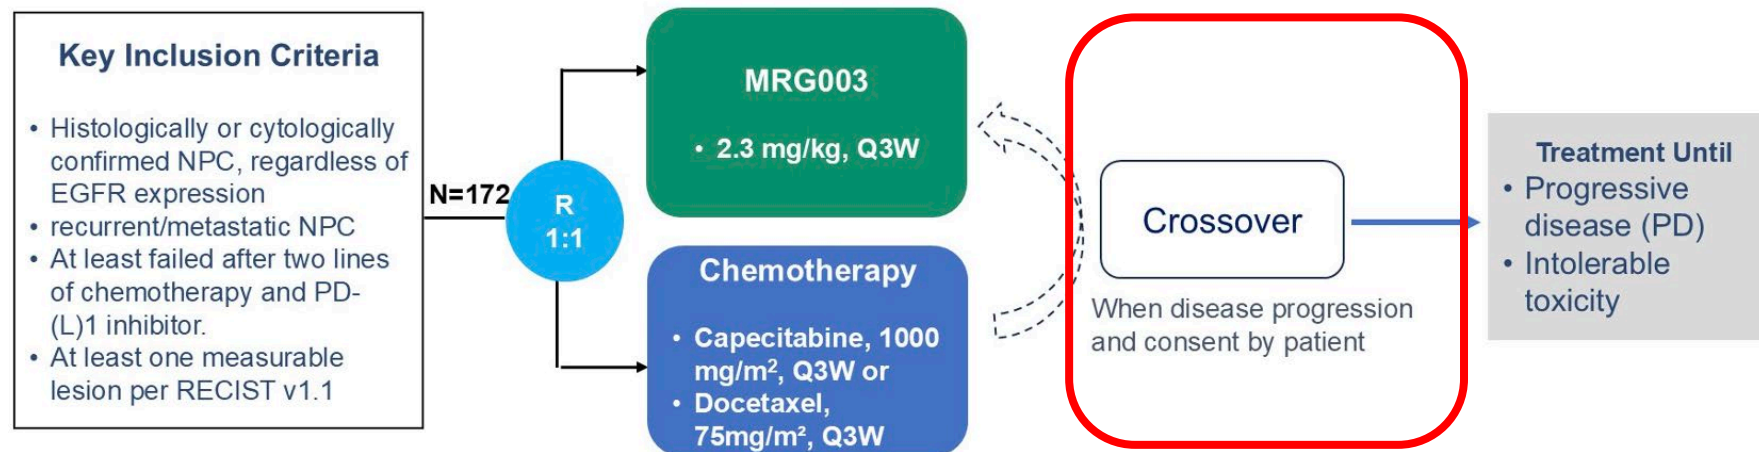 Key Inclusion Criteria
• Histologically or cytologically
confirmed NPC, regardless of
EGFR expression
• recurrent/metastatic NPC
• At least failed after two lines
of chemotherapy and PD-
(L)1 inhibitor.
• At least one measurable
lesion per RECIST v1.1
N=172
R
1:1
MRG003
• 2.3 mg/kg, Q3W
Chemotherapy
• Capecitabine, 1000
mg/m², Q3W or
• Docetaxel,
75mg/m², Q3W
Crossover
When disease progression
and consent by patient
Treatment Until
• Progressive
disease (PD)
• Intolerable
toxicity